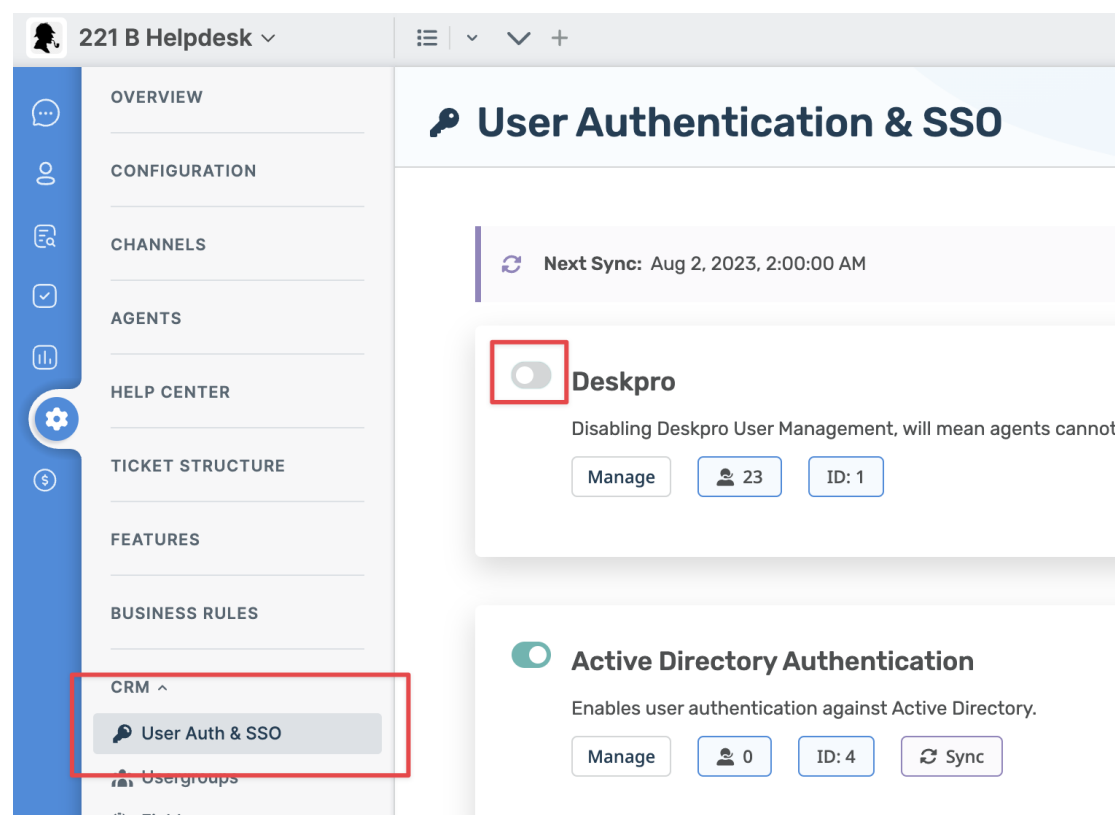 221 B Helpdesk
OVERVIEW
CONFIGURATION
CHANNELS
AGENTS
HELP CENTER
TICKET STRUCTURE
FEATURES
BUSINESS RULES
CRM
User Auth & SSO
Usergroups
User Authentication & SSO
Next Sync: Aug 2, 2023, 2:00:00 AM
Deskpro
Disabling Deskpro User Management, will mean agents cannot
Manage 23 ID: 1
Active Directory Authentication
Enables user authentication against Active Directory.
Manage 0 ID: 4 Sync